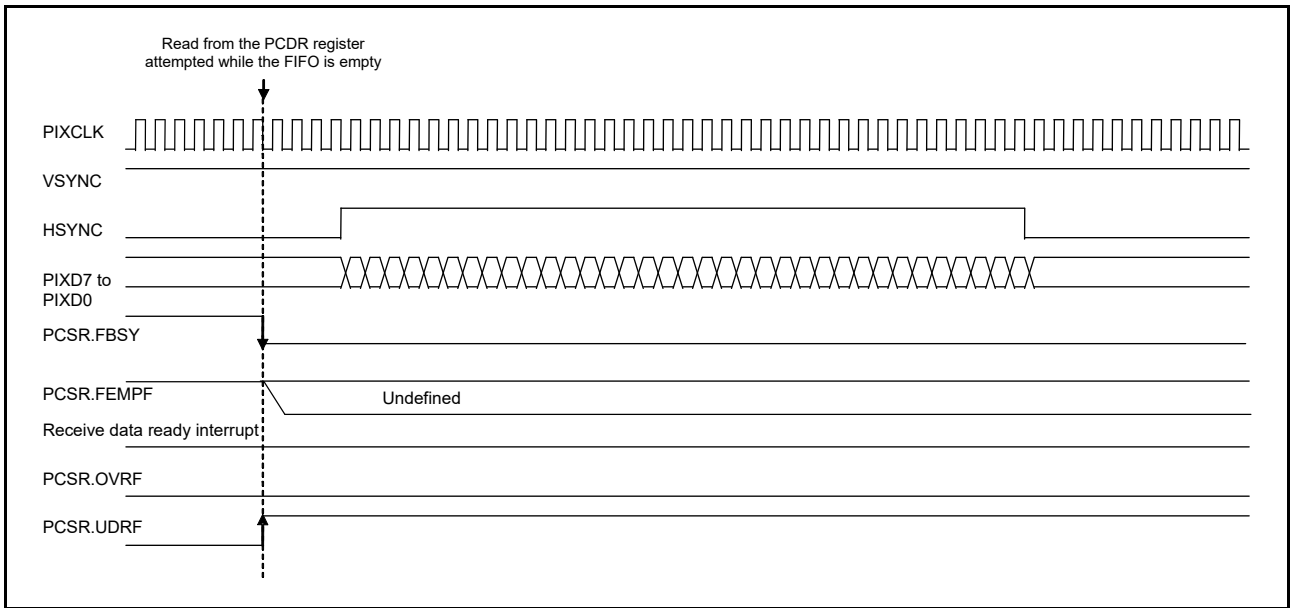 Read from the PCDR register
attempted while the FIFO is empty
PIXCLK
VSYNC
HSYNC
PIXD7 to
PIXD0
PCSR.FBSY
PCSR.FEMPF
Undefined
Receive data ready interrupt
PCSR.OVRF
PCSR.UDRF